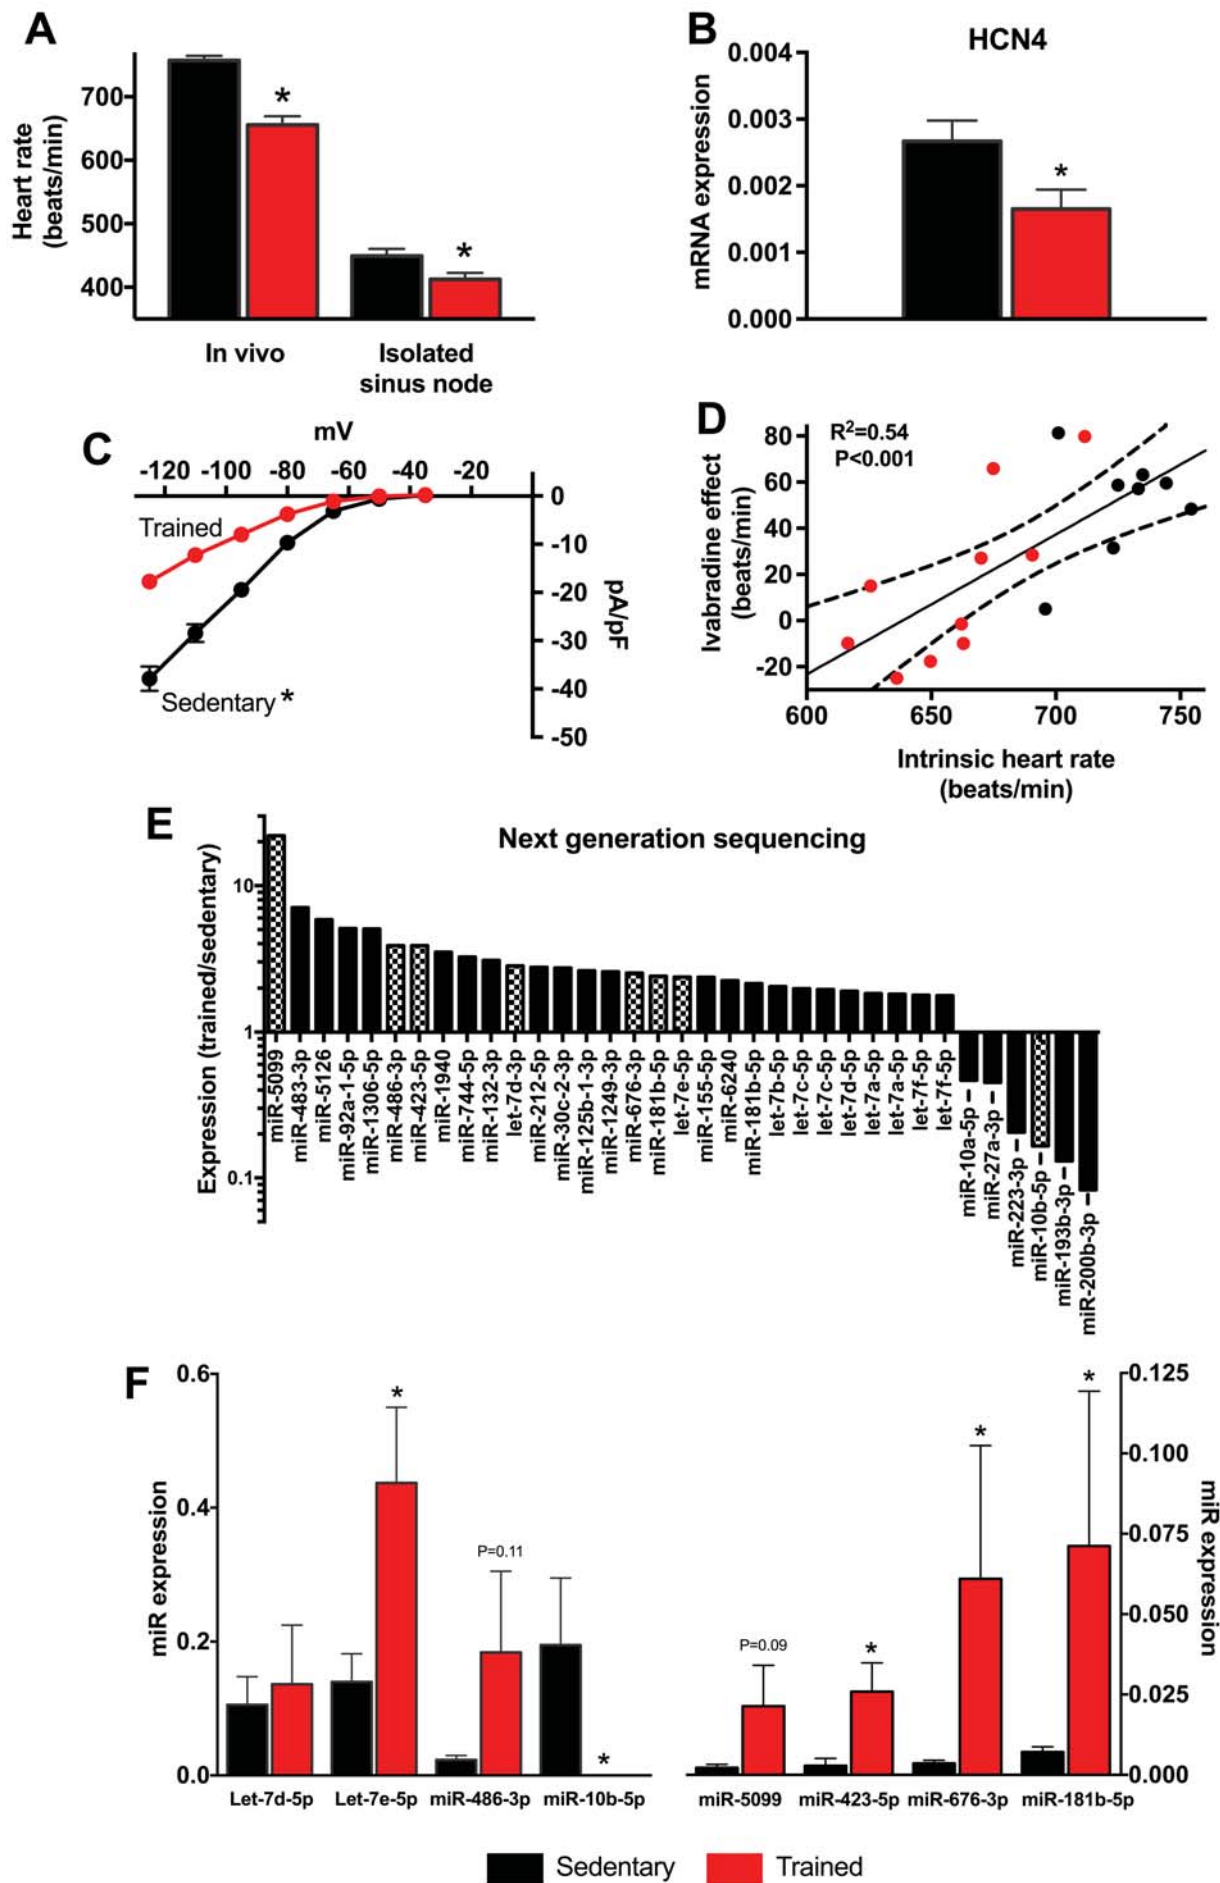 A
Heart rate
(beats/min)
700
600
500
400
*
*
In vivo
Isolated
sinus node
B
HCN4
mRNA expression
0.004
0.003
0.002
0.001
0.000
*
C
mV
-120 -100 -80 -60 -40 -20
0
-10
-20
-30
-40
-50
pA/pF
Trained
Sedentary *
D
R²=0.54
P<0.001
Ivabradine effect
(beats/min)
80
60
40
20
0
-20
600 650 700 750
Intrinsic heart rate
(beats/min)
E
Next generation sequencing
Expression (trained/sedentary)
10
1
0.1
miR-5099
miR-483-3p
miR-5126
miR-92a-1-5p
miR-1306-5p
miR-486-3p
miR-423-5p
miR-1940
miR-744-5p
miR-132-3p
let-7d-3p
miR-212-5p
miR-30c-2-3p
miR-125b-1-3p
miR-1249-3p
miR-676-3p
miR-181b-5p
let-7e-5p
miR-155-5p
miR-6240
miR-181b-5p
let-7b-5p
let-7c-5p
let-7c-5p
let-7d-5p
let-7a-5p
let-7a-5p
let-7f-5p
let-7f-5p
miR-10a-5p
miR-27a-3p
miR-223-3p
miR-10b-5p
miR-193b-3p
miR-200b-3p
F
miR expression
0.6
0.4
0.2
0.0
*
P=0.11
*
Let-7d-5p Let-7e-5p miR-486-3p miR-10b-5p
P=0.09
*
*
*
miR-5099 miR-423-5p miR-676-3p miR-181b-5p
0.125
0.100
0.075
0.050
0.025
0.000
miR expression
Sedentary Trained